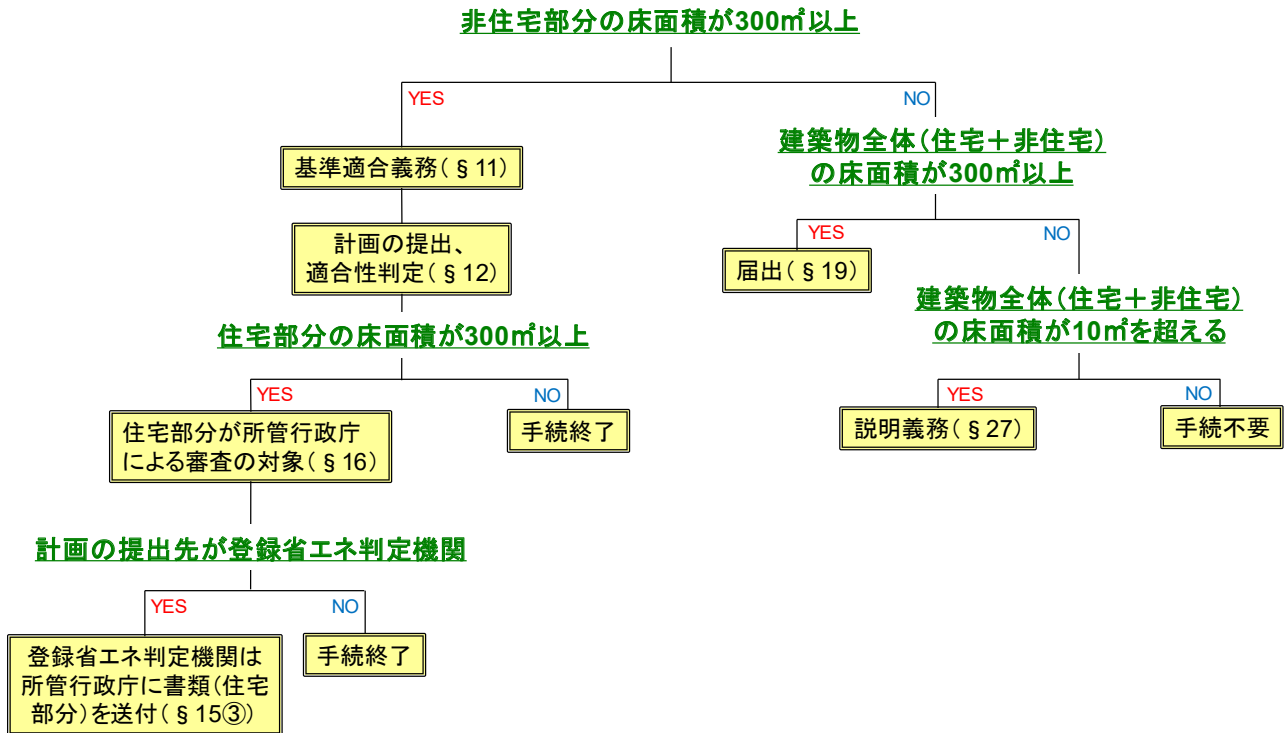 非住宅部分の床面積が300㎡以上
YES
NO
基準適合義務(§11)
建築物全体(住宅+非住宅)
の床面積が300㎡以上
計画の提出、
適合性判定(§12)
YES
NO
届出(§19)
住宅部分の床面積が300㎡以上
建築物全体(住宅+非住宅)
の床面積が10㎡を超える
YES
NO
YES
NO
住宅部分が所管行政庁
による審査の対象(§16)
手続終了
説明義務(§27)
手続不要
計画の提出先が登録省エネ判定機関
YES
NO
登録省エネ判定機関は
所管行政庁に書類(住宅
部分)を送付(§15③)
手続終了